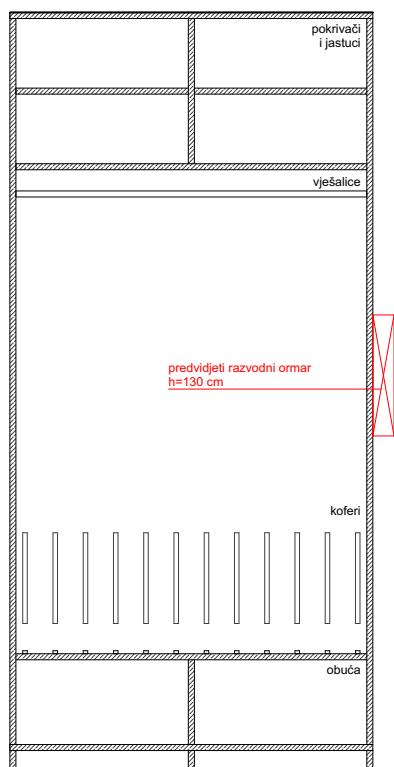 pokrivači
i jastuci
vješalice
predvidjeti razvodni ormar
h=130 cm
koferi
obuća